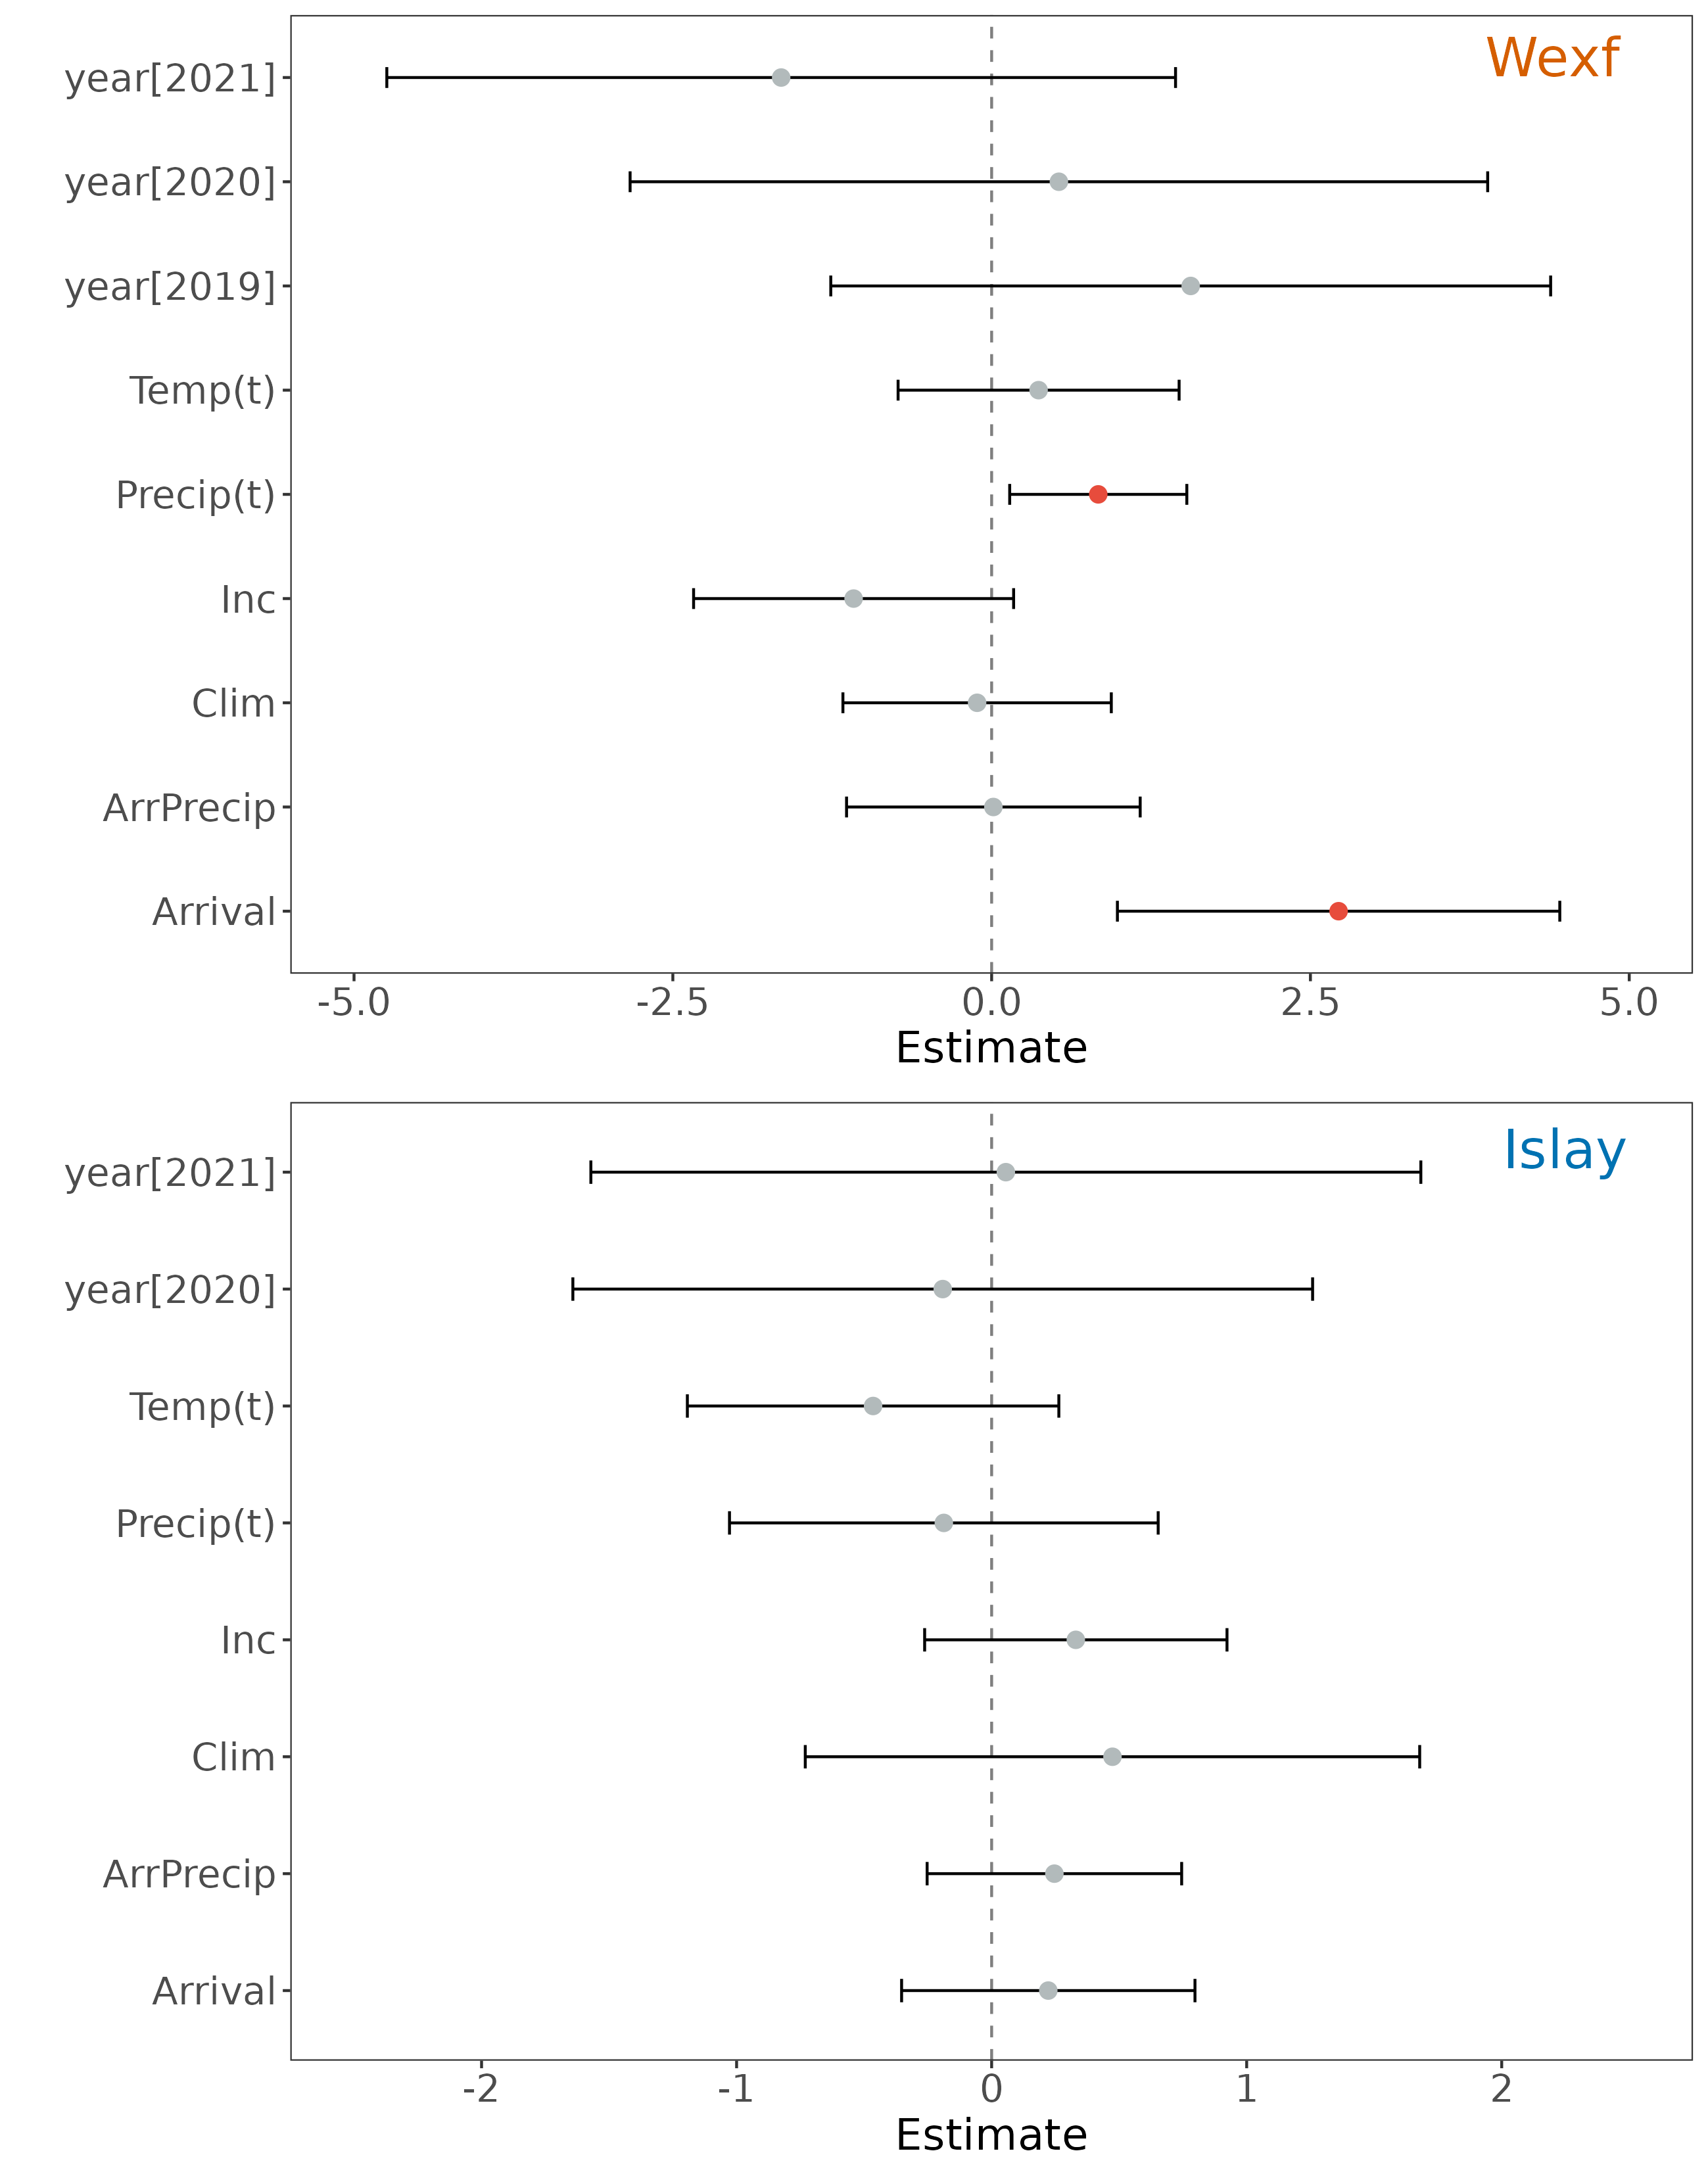 Wexf
year[2021]
year[2020]
year[2019]
Temp(t)
Precip(t)
Inc
Clim
ArrPrecip
Arrival
-5.0 -2.5 0.0 2.5 5.0
Estimate
Islay
year[2021]
year[2020]
Temp(t)
Precip(t)
Inc
Clim
ArrPrecip
Arrival
-2 -1 0 1 2
Estimate